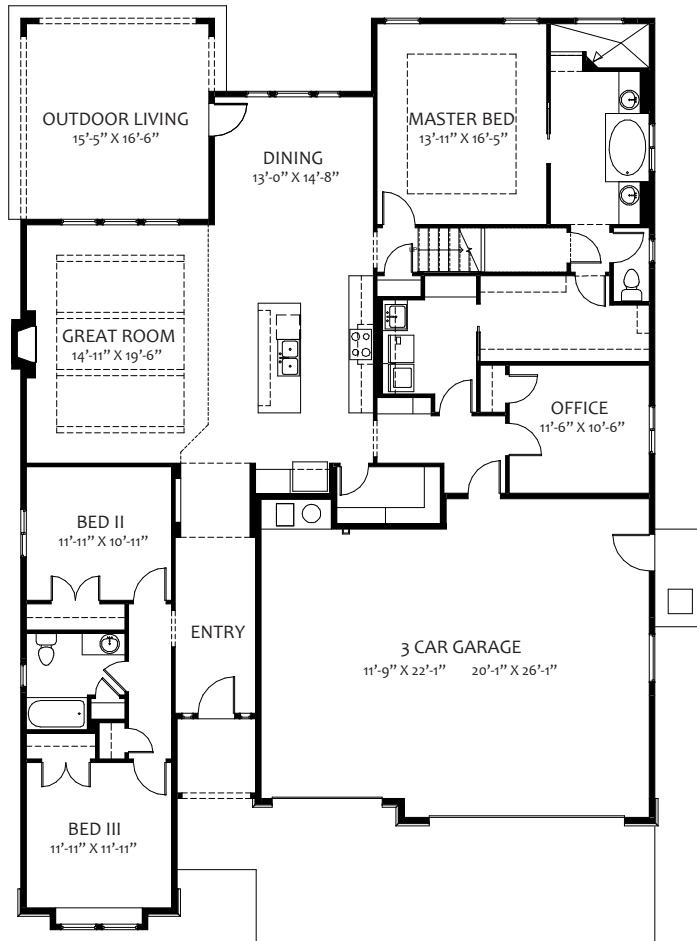 OUTDOOR LIVING
15'-5" X 16'-6"
MASTER BED
13'-11" X 16'-5"
DINING
13'-0" X 14'-8"
GREAT ROOM
14'-11" X 19'-6"
OFFICE
11'-6" X 10'-6"
BED II
11'-11" X 10'-11"
ENTRY
3 CAR GARAGE
11'-9" X 22'-1" 20'-1" X 26'-1"
BED III
11'-11" X 11'-11"